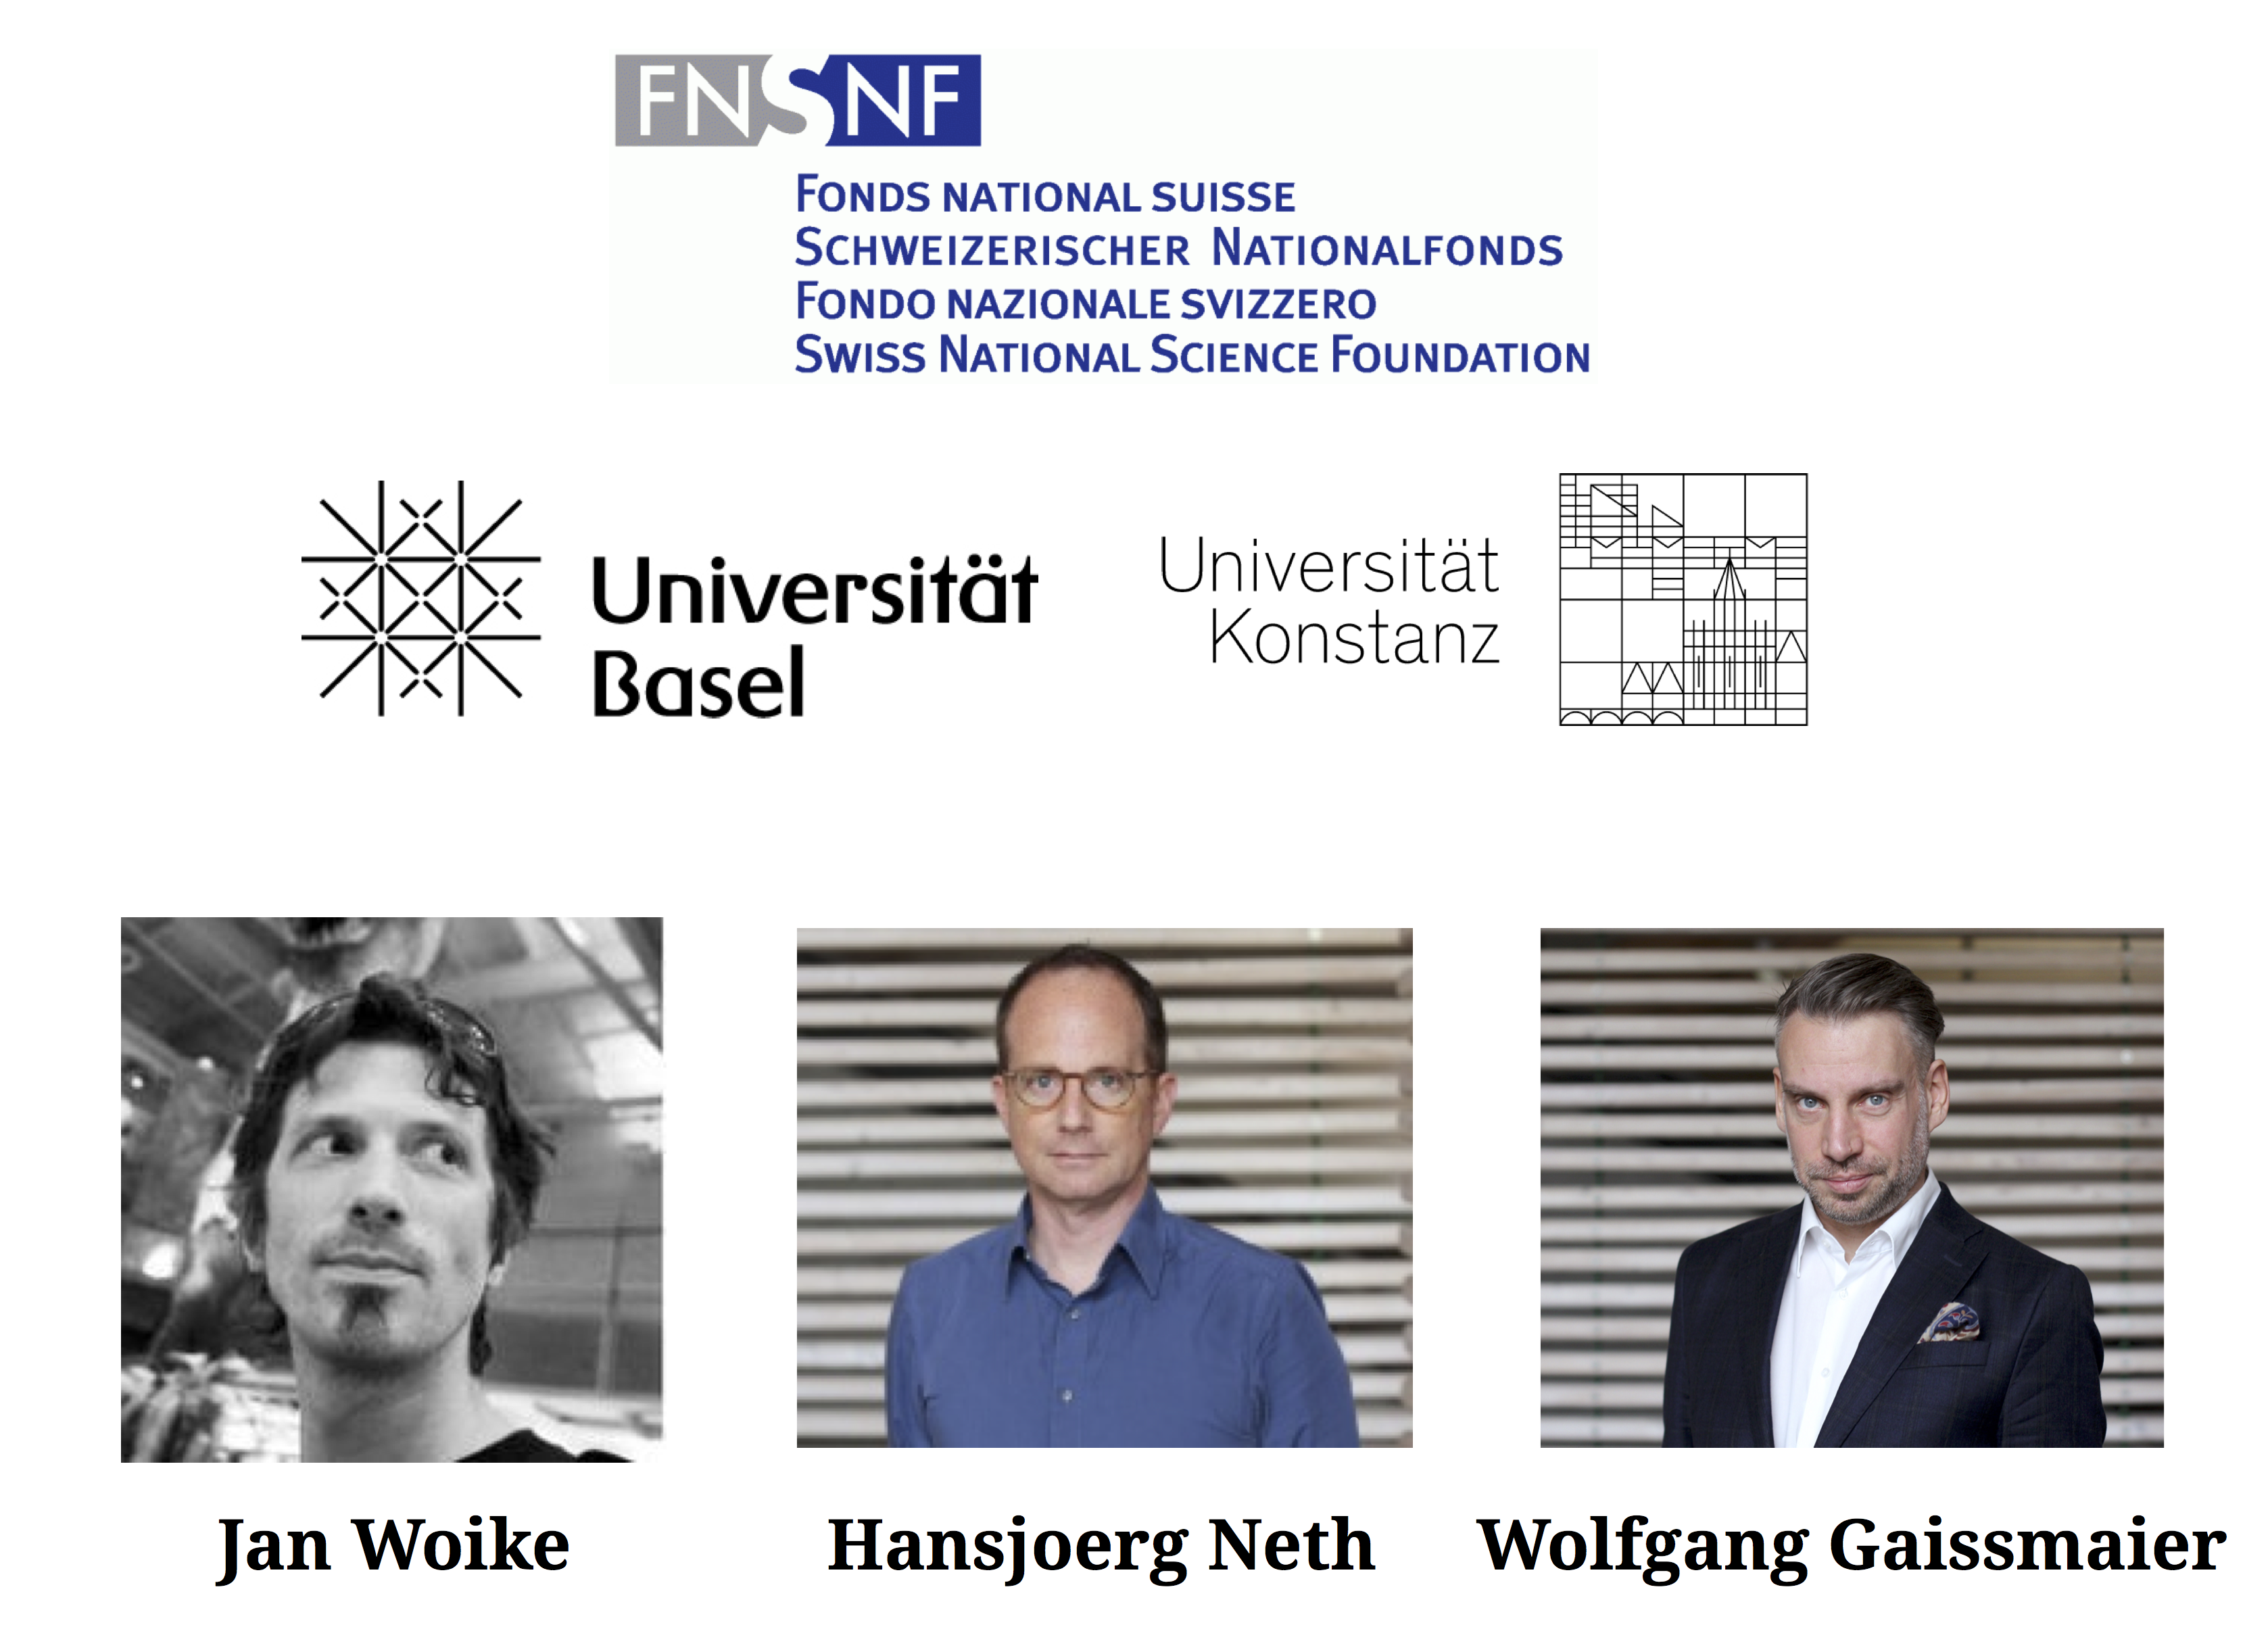 FNSNF
FONDS NATIONAL SUISSE
SCHWEIZERISCHER NATIONALFONDS
FONDO NAZIONALE SVIZZERO
SWISS NATIONAL SCIENCE FOUNDATION
Universität
Basel
Universität
Konstanz
Jan Woike
Hansjoerg Neth
Wolfgang Gaissmaier